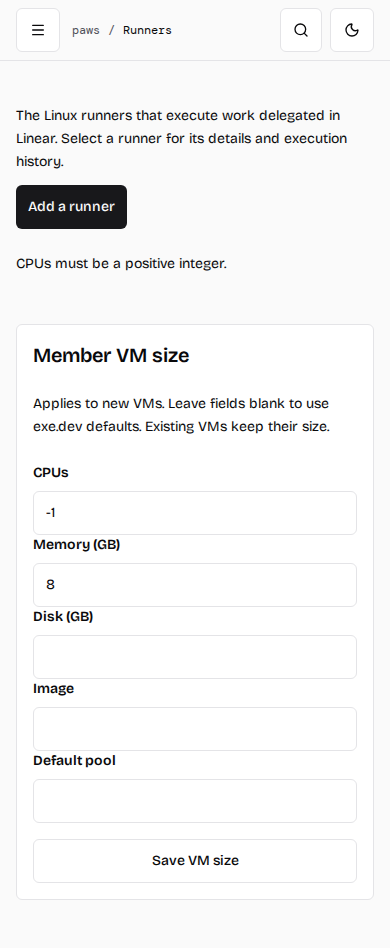 paws / Runners
The Linux runners that execute work delegated in
Linear. Select a runner for its details and execution
history.
Add a runner
CPUs must be a positive integer.
Member VM size
Applies to new VMs. Leave fields blank to use
exe.dev defaults. Existing VMs keep their size.
CPUs
-1
Memory (GB)
8
Disk (GB)
Image
Default pool
Save VM size